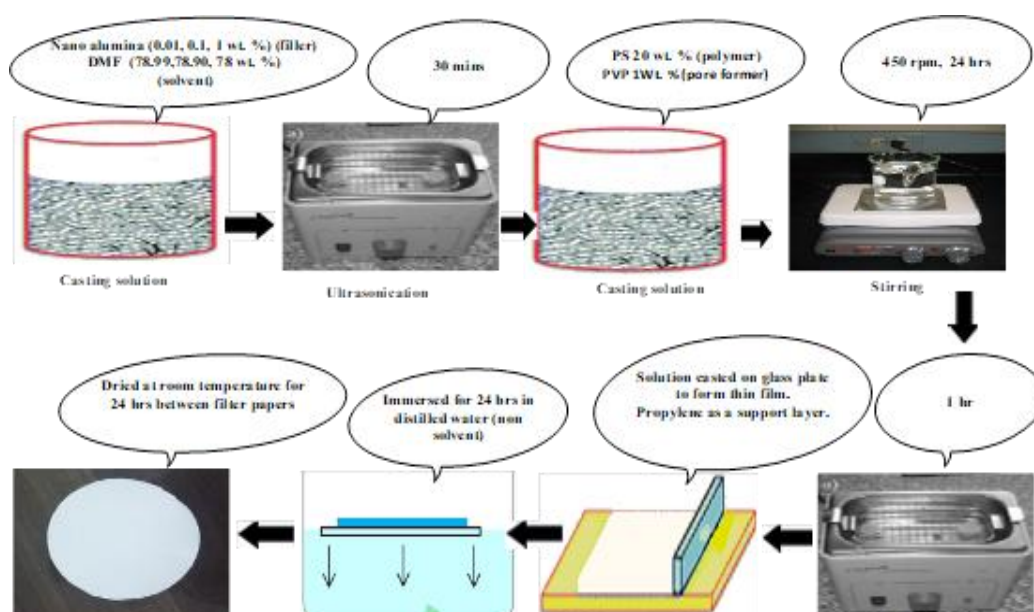 Nano alumina (0.01, 0.1, 1 wt. %) (filler)
DMF (78.99,78.90, 78 wt. %)
(solvent)
30 mins
PS 20 wt. % (polymer)
PVP 1Wt. %(pore former)
450 rpm, 24 hrs
Casting solution
Ultrasonication
Casting solution
Stirring
Dried at room temperature for
24 hrs between filter papers
Immersed for 24 hrs in
distilled water (non
solvent)
Solution casted on glass plate
to form thin film.
Propylene as a support layer.
1 hr